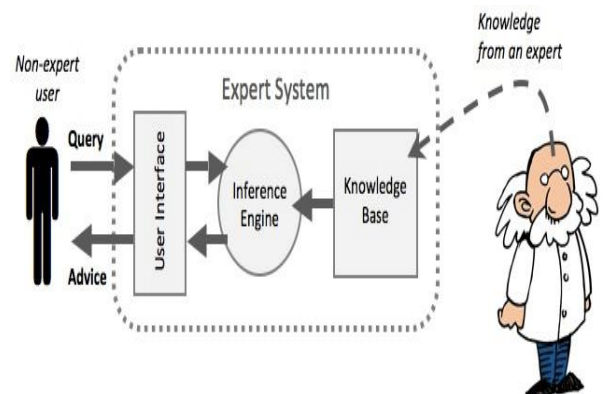 Knowledge
from an expert
Non-expert
user
Expert System
Query
User Interface
Inference
Engine
Knowledge
Base
Advice